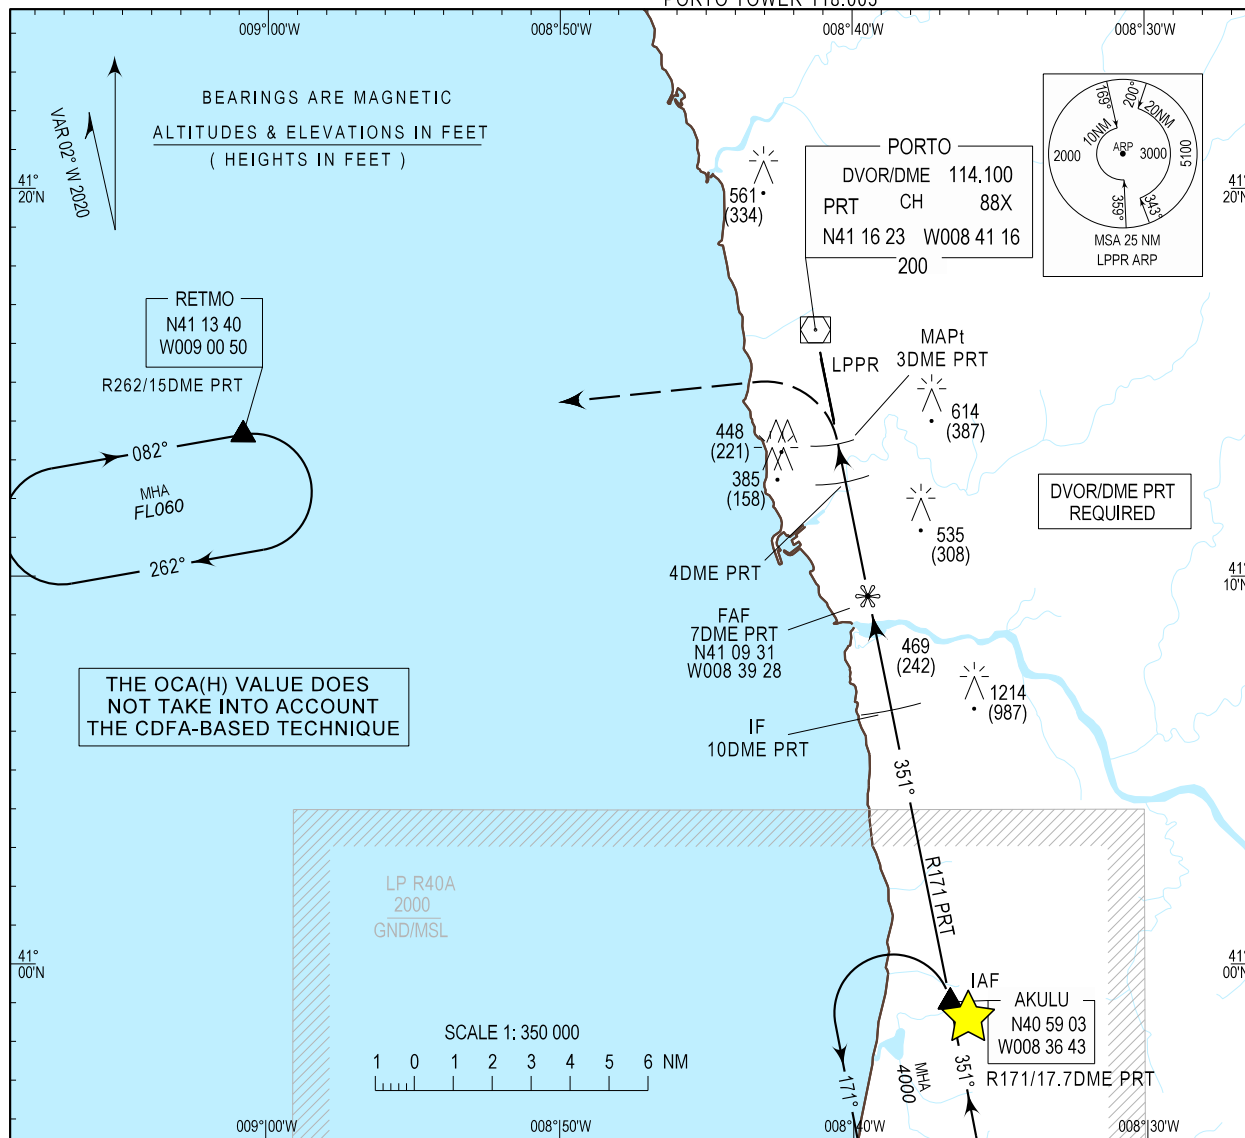 PORTO TOWER 118.005
009°00'W
008°50'W
008°40'W
008°30'W
VAR 02° W 2020
BEARINGS ARE MAGNETIC
ALTITUDES & ELEVATIONS IN FEET
( HEIGHTS IN FEET )
41°
20'N
561
(334)
PORTO
DVOR/DME 114.100
PRT CH 88X
N41 16 23 W008 41 16
200
169°
200°
20NM
10NM
ARP
2000
3000
5100
359°
343°
MSA 25 NM
LPPR ARP
41°
20'N
RETMO
N41 13 40
W009 00 50
R262/15DME PRT
082°
MHA
FL060
262°
LPPR
MAPt
3DME PRT
614
(387)
448
(221)
385
(158)
DVOR/DME PRT
REQUIRED
535
(308)
4DME PRT
41°
10'N
FAF
7DME PRT
N41 09 31
W008 39 28
469
(242)
1214
(987)
THE OCA(H) VALUE DOES
NOT TAKE INTO ACCOUNT
THE CDFA-BASED TECHNIQUE
IF
10DME PRT
351°
R171 PRT
LP R40A
2000
GND/MSL
41°
00'N
41°
00'N
IAF
AKULU
N40 59 03
W008 36 43
R171/17.7DME PRT
SCALE 1: 350 000
1 0 1 2 3 4 5 6 NM
171°
MHA
4000
351°
009°00'W
008°50'W
008°40'W
008°30'W